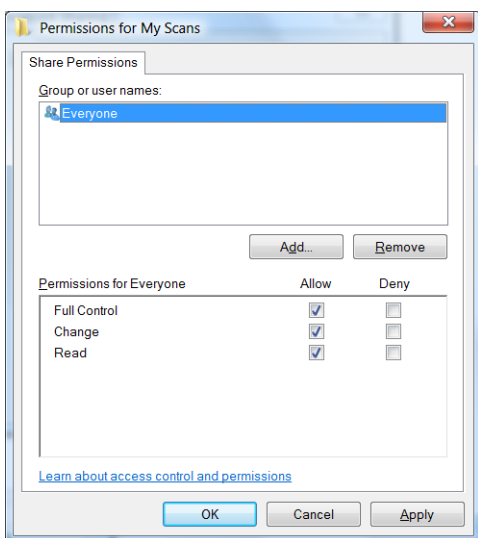 Permissions for My Scans
Share Permissions
Group or user names:
Everyone
Add... Remove
Permissions for Everyone Allow Deny
Full Control
Change
Read
Learn about access control and permissions
OK Cancel Apply